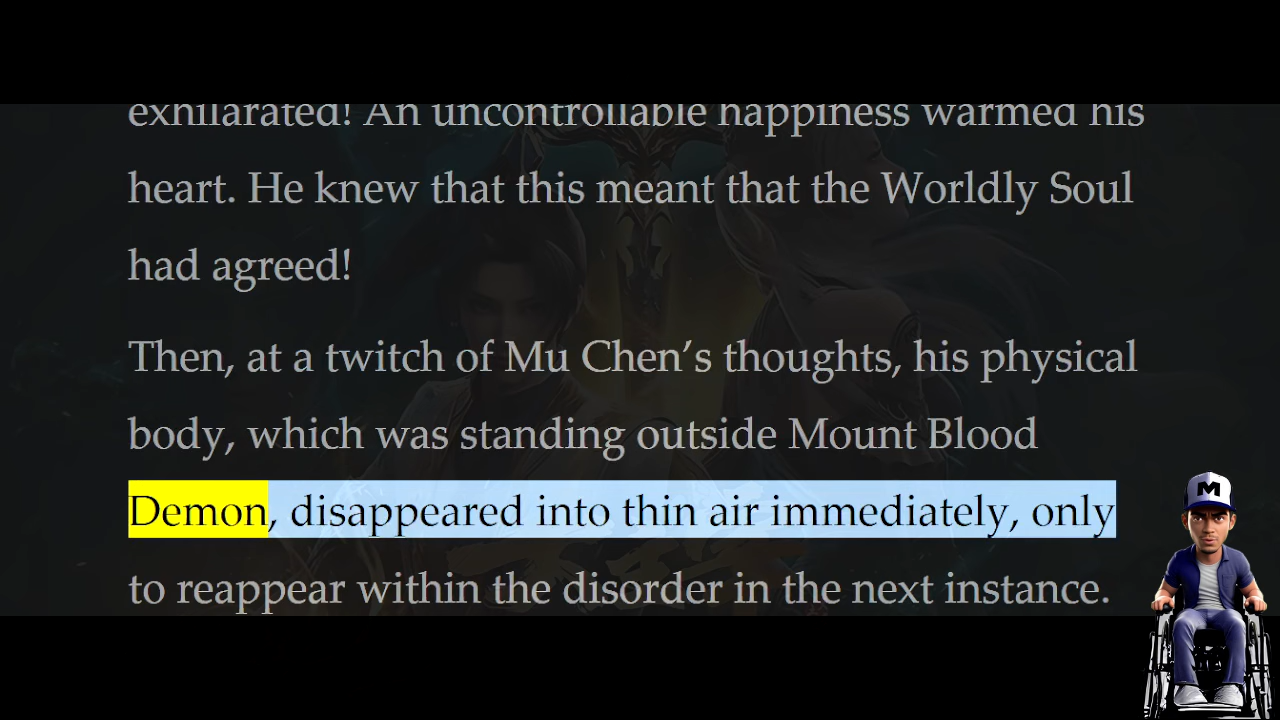 exhilarated! An uncontrollable happiness warmed his
heart. He knew that this meant that the Worldly Soul
had agreed!
Then, at a twitch of Mu Chen’s thoughts, his physical
body, which was standing outside Mount Blood
Demon, disappeared into thin air immediately, only
to reappear within the disorder in the next instance.
M
M